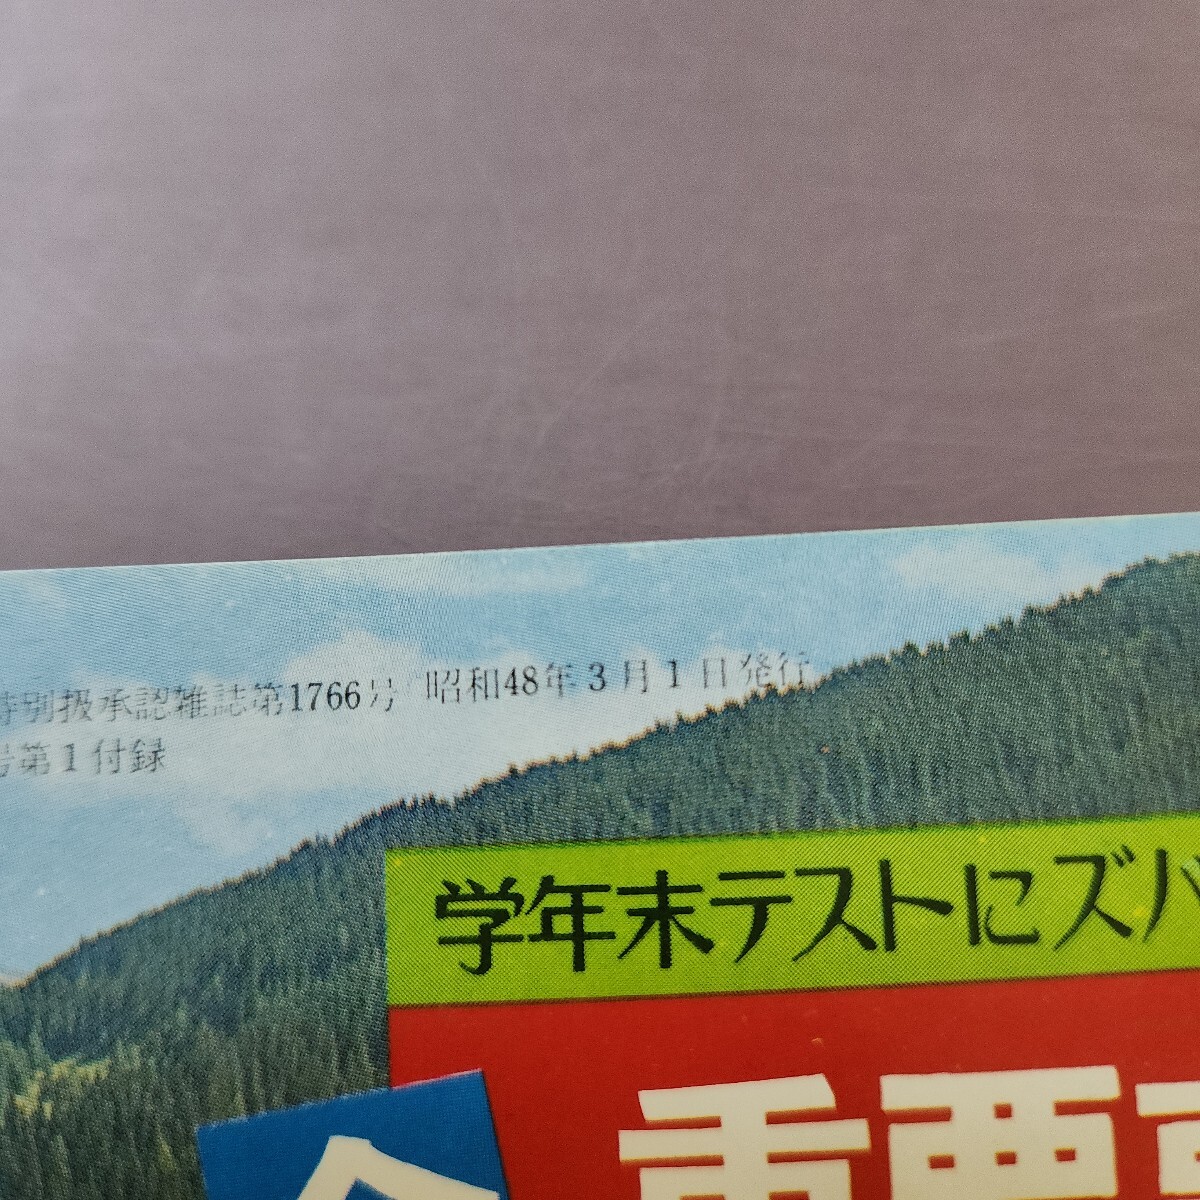 特別扱承認雑誌第1766号 昭和48年3月1日発行
号第1付録
学年末テストにズバ
重要